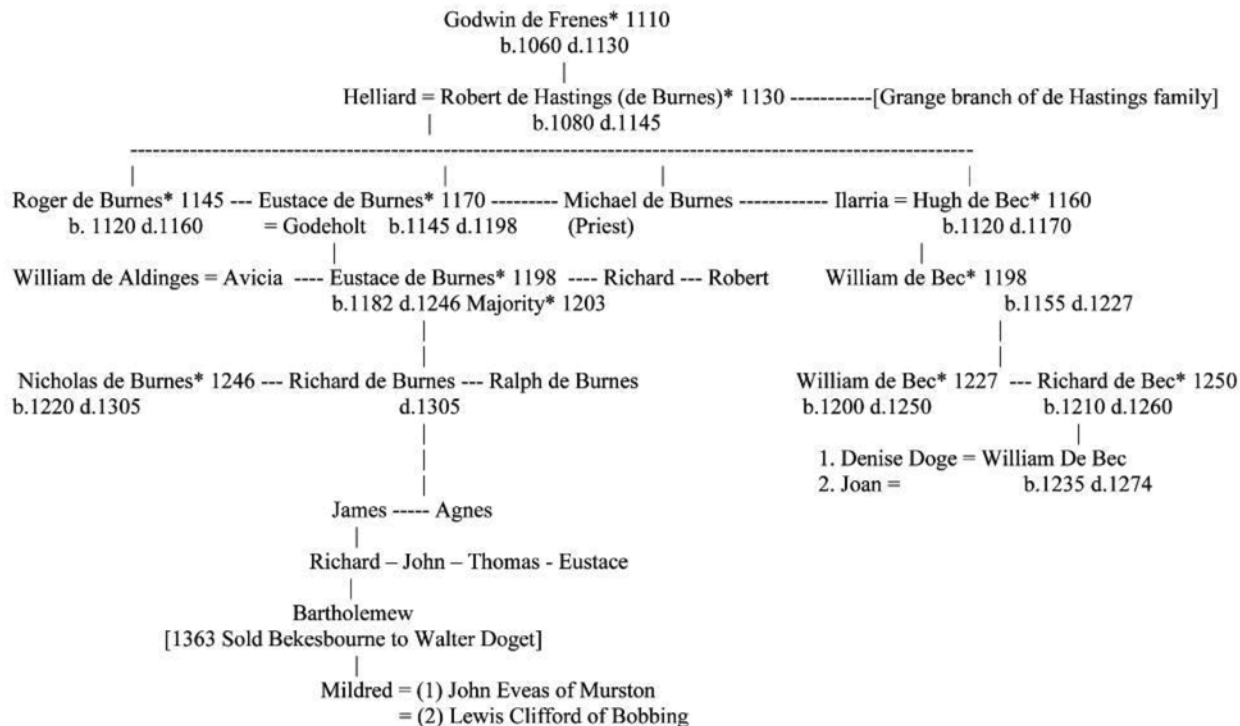 Godwin de Frenes* 1110
b.1060 d.1130
Helliard = Robert de Hastings (de Burnes)* 1130 -----------[Grange branch of de Hastings family]
b.1080 d.1145
Roger de Burnes* 1145 --- Eustace de Burnes* 1170 --------- Michael de Burnes ----------- Ilarria = Hugh de Bec* 1160
b. 1120 d.1160 = Godeholt b.1145 d.1198 (Priest) b.1120 d.1170
William de Aldinges = Avicia ---- Eustace de Burnes* 1198 ---- Richard --- Robert William de Bec* 1198
b.1182 d.1246 Majority* 1203 b.1155 d.1227
Nicholas de Burnes* 1246 --- Richard de Burnes --- Ralph de Burnes William de Bec* 1227 --- Richard de Bec* 1250
b.1220 d.1305 d.1305 b.1200 d.1250 b.1210 d.1260
1. Denise Doge = William De Bec
2. Joan = b.1235 d.1274
James ----- Agnes
Richard – John – Thomas - Eustace
Bartholemew
[1363 Sold Bekesbourne to Walter Doget]
Mildred = (1) John Eveas of Murston
= (2) Lewis Clifford of Bobbing